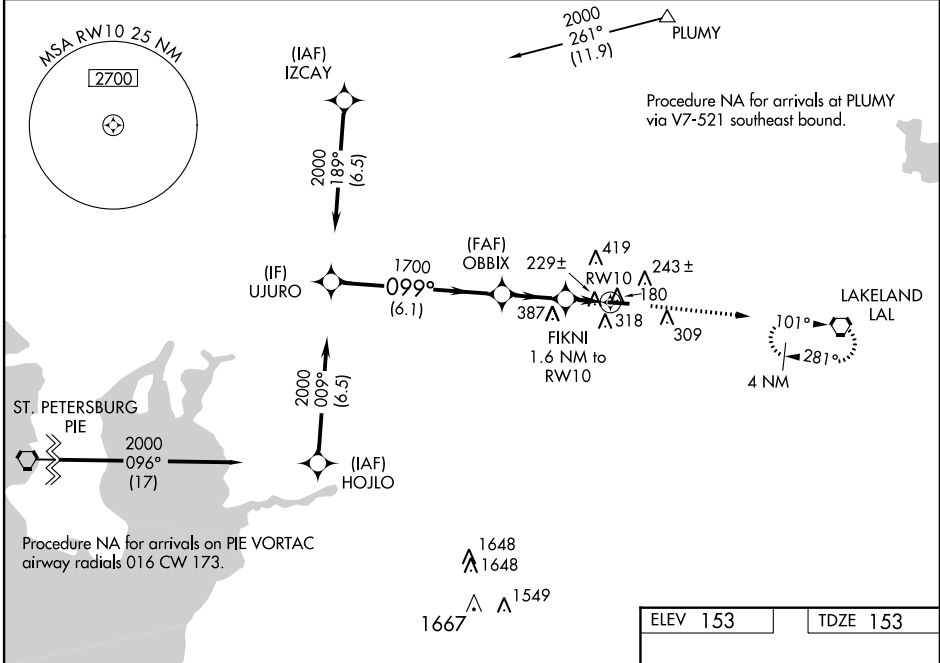 MSA RW10 25 NM
2700
(IAF)
IZCAY
2000
189°
(6.5)
2000
261°
(11.9)
PLUMY
Procedure NA for arrivals at PLUMY
via V7-521 southeast bound.
(IF)
UJURO
1700
099°
(6.1)
(FAF)
OBBIX
229±
419
RW10
243 ±
180
387
318
309
FIKNI
1.6 NM to
RW10
LAKELAND
LAL
101°
281°
4 NM
2000
009°
(6.5)
ST. PETERSBURG
PIE
2000
096°
(17)
(IAF)
HOJLO
Procedure NA for arrivals on PIE VORTAC
airway radials 016 CW 173.
1648
1648
1549
1667
ELEV 153
TDZE 153